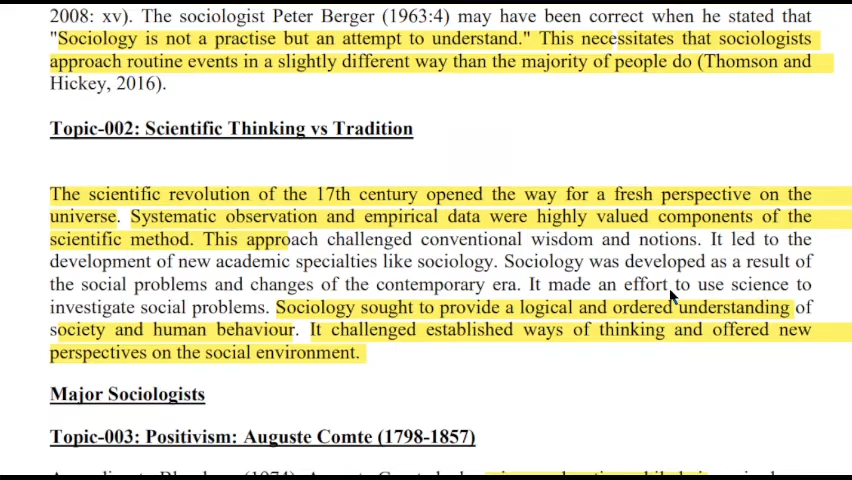 2008: xv). The sociologist Peter Berger (1963:4) may have been correct when he stated that
"Sociology is not a practise but an attempt to understand." This necessitates that sociologists
approach routine events in a slightly different way than the majority of people do (Thomson and
Hickey, 2016).
Topic-002: Scientific Thinking vs Tradition
The scientific revolution of the 17th century opened the way for a fresh perspective on the
universe. Systematic observation and empirical data were highly valued components of the
scientific method. This approach challenged conventional wisdom and notions. It led to the
development of new academic specialties like sociology. Sociology was developed as a result of
the social problems and changes of the contemporary era. It made an effort to use science to
investigate social problems. Sociology sought to provide a logical and ordered understanding of
society and human behaviour. It challenged established ways of thinking and offered new
perspectives on the social environment.
Major Sociologists
Topic-003: Positivism: Auguste Comte (1798-1857)